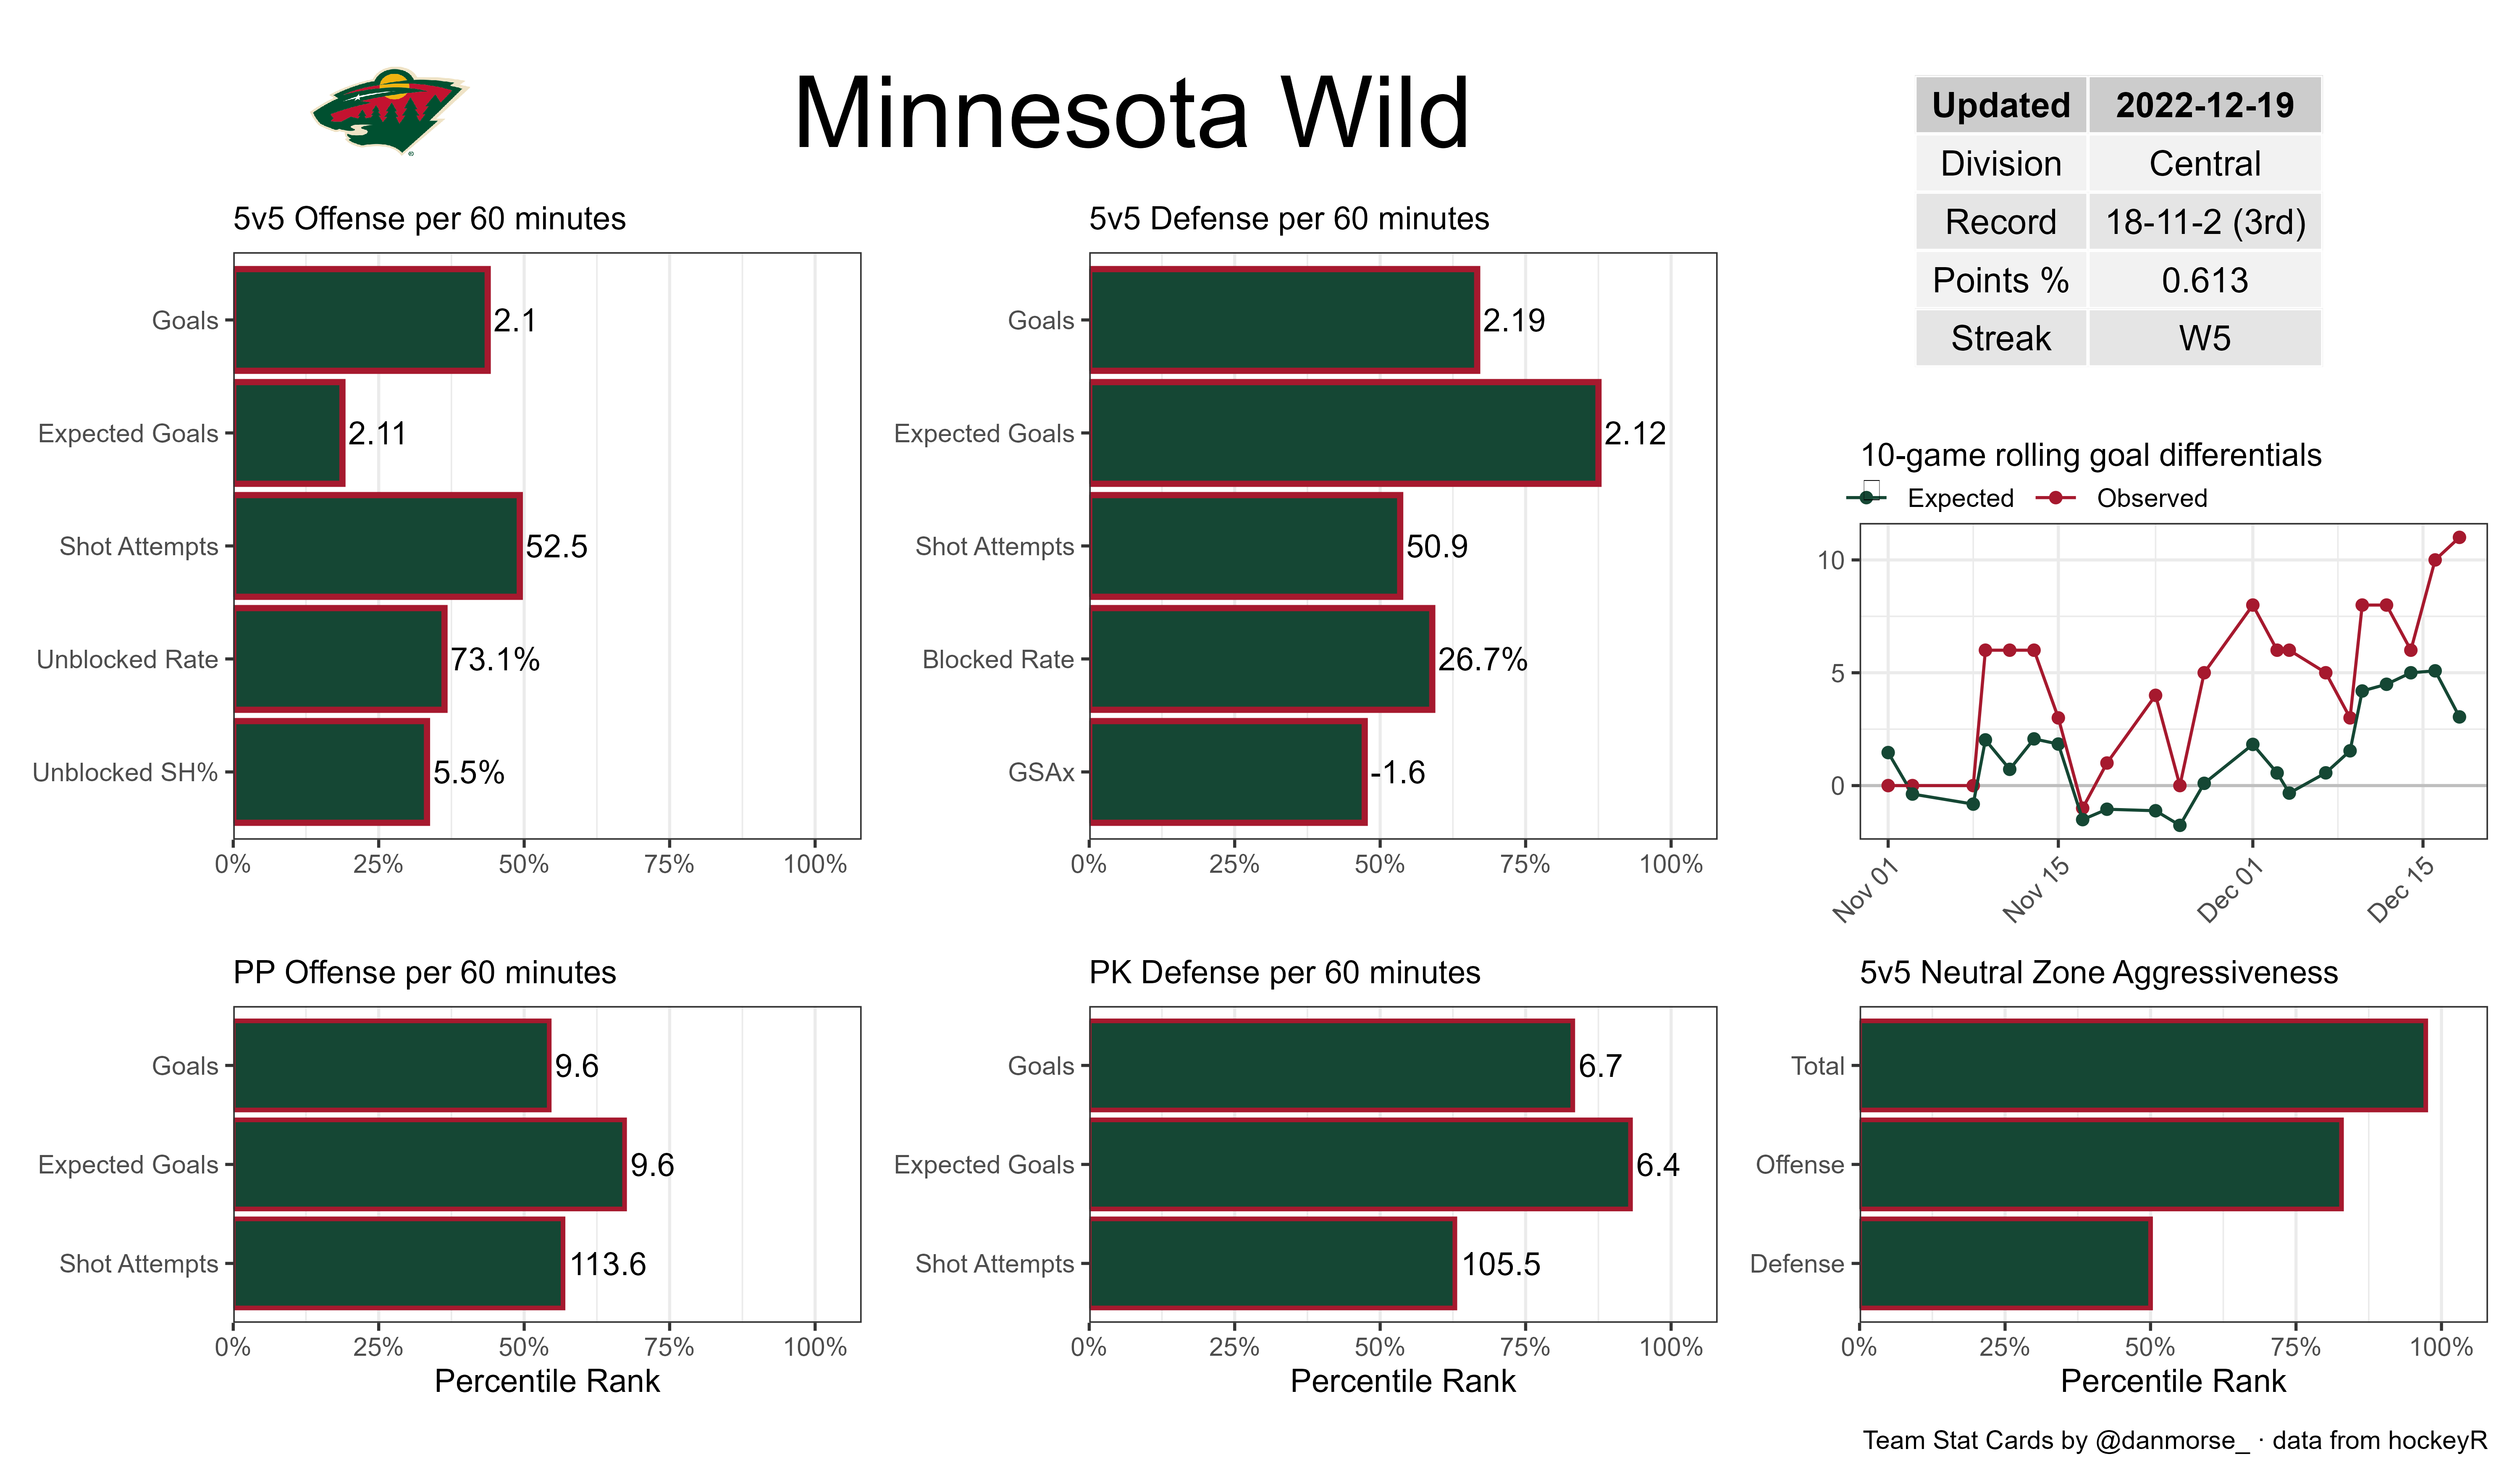 Minnesota Wild
Updated 2022-12-19
Division Central
Record 18-11-2 (3rd)
Points % 0.613
Streak W5
5v5 Offense per 60 minutes
Goals 2.1
Expected Goals 2.11
Shot Attempts 52.5
Unblocked Rate 73.1%
Unblocked SH% 5.5%
0% 25% 50% 75% 100%
5v5 Defense per 60 minutes
Goals 2.19
Expected Goals 2.12
Shot Attempts 50.9
Blocked Rate 26.7%
GSAx -1.6
0% 25% 50% 75% 100%
10-game rolling goal differentials
Expected Observed
10
5
0
Nov 01 Nov 15 Dec 01 Dec 15
PP Offense per 60 minutes
Goals 9.6
Expected Goals 9.6
Shot Attempts 113.6
0% 25% 50% 75% 100%
Percentile Rank
PK Defense per 60 minutes
Goals 6.7
Expected Goals 6.4
Shot Attempts 105.5
0% 25% 50% 75% 100%
Percentile Rank
5v5 Neutral Zone Aggressiveness
Total
Offense
Defense
0% 25% 50% 75% 100%
Percentile Rank
Team Stat Cards by @danmorse_ · data from hockeyR